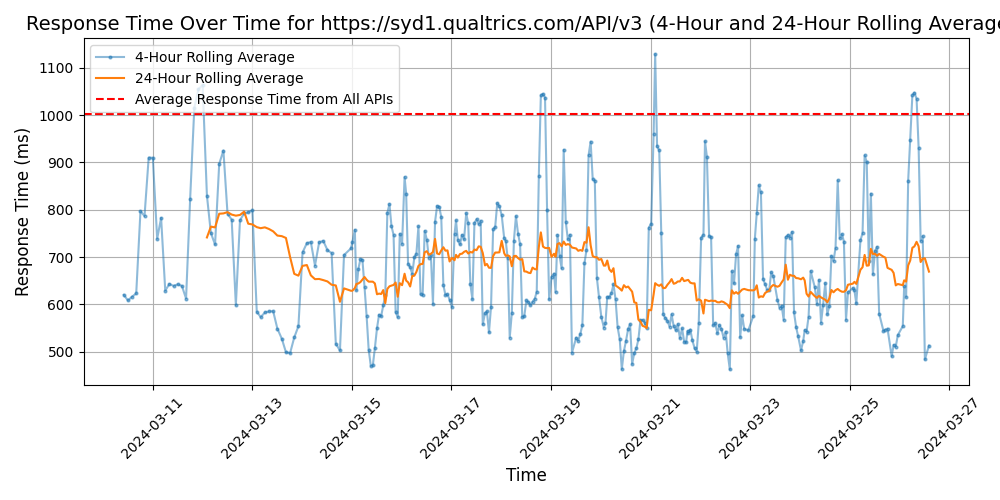 Response Time Over Time for https://syd1.qualtrics.com/API/v3 (4-Hour and 24-Hour Rolling Average
Response Time (ms)
1100
1000
900
800
700
600
500
4-Hour Rolling Average
24-Hour Rolling Average
Average Response Time from All APIs
2024-03-11
2024-03-13
2024-03-15
2024-03-17
2024-03-19
2024-03-21
2024-03-23
2024-03-25
2024-03-27
Time